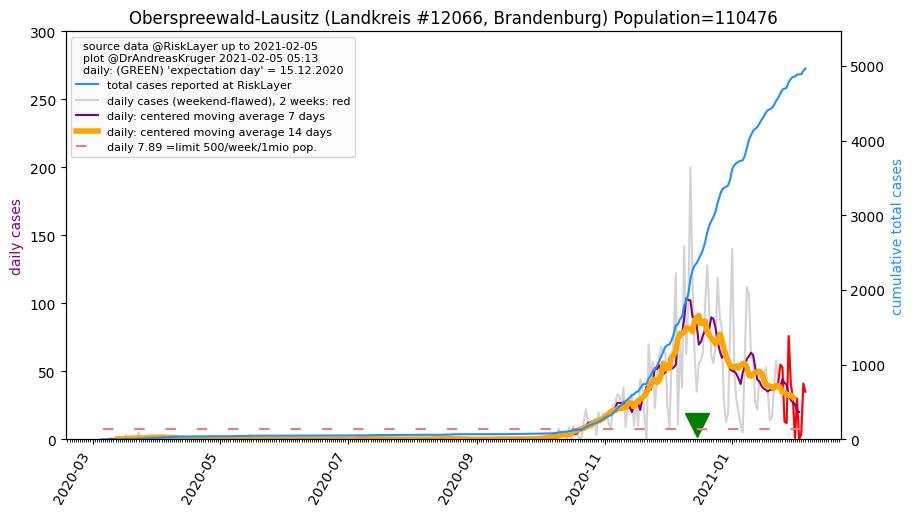 Oberspreewald-Lausitz (Landkreis #12066, Brandenburg) Population=110476
source data @RiskLayer up to 2021-02-05
plot @DrAndreasKruger 2021-02-05 05:13
daily: (GREEN) 'expectation day' = 15.12.2020
total cases reported at RiskLayer
daily cases (weekend-flawed), 2 weeks: red
daily: centered moving average 7 days
daily: centered moving average 14 days
daily 7.89 =limit 500/week/1mio pop.
daily cases
300
250
200
150
100
50
0
cumulative total cases
5000
4000
3000
2000
1000
0
2020-03
2020-05
2020-07
2020-09
2020-11
2021-01